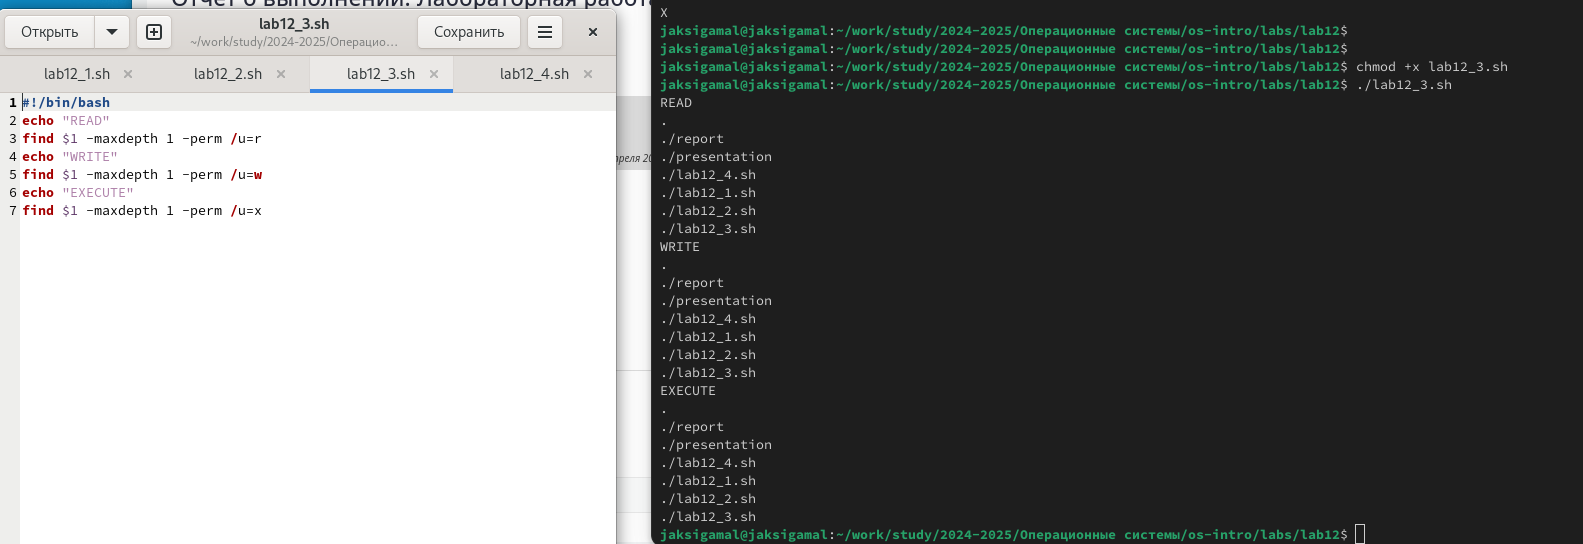 Отчет о выполнении. Лабораторная работа
Открыть
lab12_3.sh
~/work/study/2024-2025/Операцио...
Сохранить
lab12_1.sh
lab12_2.sh
lab12_3.sh
lab12_4.sh
1 #!/bin/bash
2 echo "READ"
3 find $1 -maxdepth 1 -perm /u=r
4 echo "WRITE"
5 find $1 -maxdepth 1 -perm /u=w
6 echo "EXECUTE"
7 find $1 -maxdepth 1 -perm /u=x
X
jaksigamal@jaksigamal:~/work/study/2024-2025/Операционные системы/os-intro/labs/lab12$
jaksigamal@jaksigamal:~/work/study/2024-2025/Операционные системы/os-intro/labs/lab12$
jaksigamal@jaksigamal:~/work/study/2024-2025/Операционные системы/os-intro/labs/lab12$ chmod +x lab12_3.sh
jaksigamal@jaksigamal:~/work/study/2024-2025/Операционные системы/os-intro/labs/lab12$ ./lab12_3.sh
READ
.
./report
./presentation
./lab12_4.sh
./lab12_1.sh
./lab12_2.sh
./lab12_3.sh
WRITE
.
./report
./presentation
./lab12_4.sh
./lab12_1.sh
./lab12_2.sh
./lab12_3.sh
EXECUTE
.
./report
./presentation
./lab12_4.sh
./lab12_1.sh
./lab12_2.sh
./lab12_3.sh
jaksigamal@jaksigamal:~/work/study/2024-2025/Операционные системы/os-intro/labs/lab12$